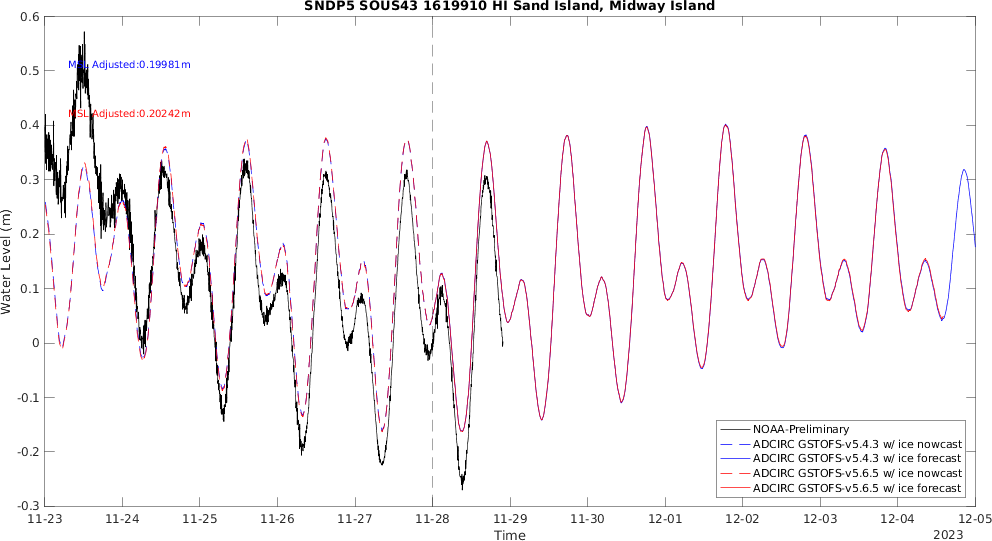 SNDP5 SOUS43 1619910 HI Sand Island, Midway Island
0.6
0.5
0.4
0.3
0.2
0.1
0
-0.1
-0.2
-0.3
Water Level (m)
MSL Adjusted:0.19981m
MSL Adjusted:0.20242m
NOAA-Preliminary
ADCIRC GSTOFS-v5.4.3 w/ ice nowcast
ADCIRC GSTOFS-v5.4.3 w/ ice forecast
ADCIRC GSTOFS-v5.6.5 w/ ice nowcast
ADCIRC GSTOFS-v5.6.5 w/ ice forecast
11-23 11-24 11-25 11-26 11-27 11-28 11-29 11-30 12-01 12-02 12-03 12-04 12-05
Time
2023